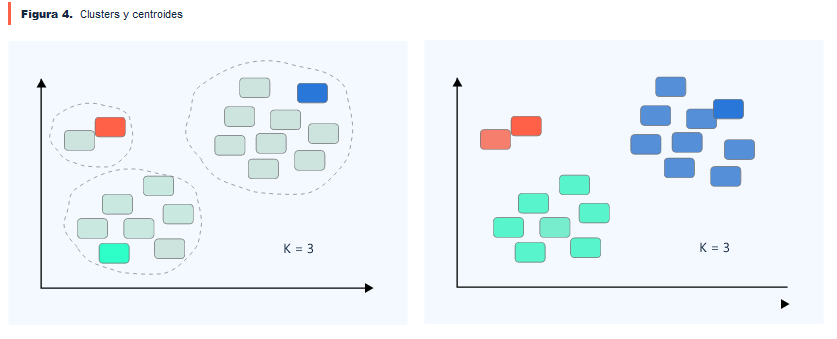 Figura 4. Clusters y centroides
K = 3
K = 3